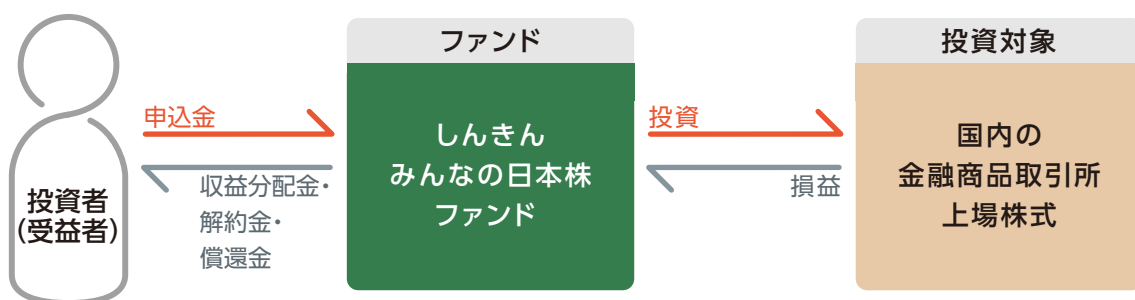 投資者
(受益者)
申込金
収益分配金・
解約金・
償還金
ファンド
しんきん
みんなの日本株
ファンド
投資
損益
投資対象
国内の
金融商品取引所
上場株式